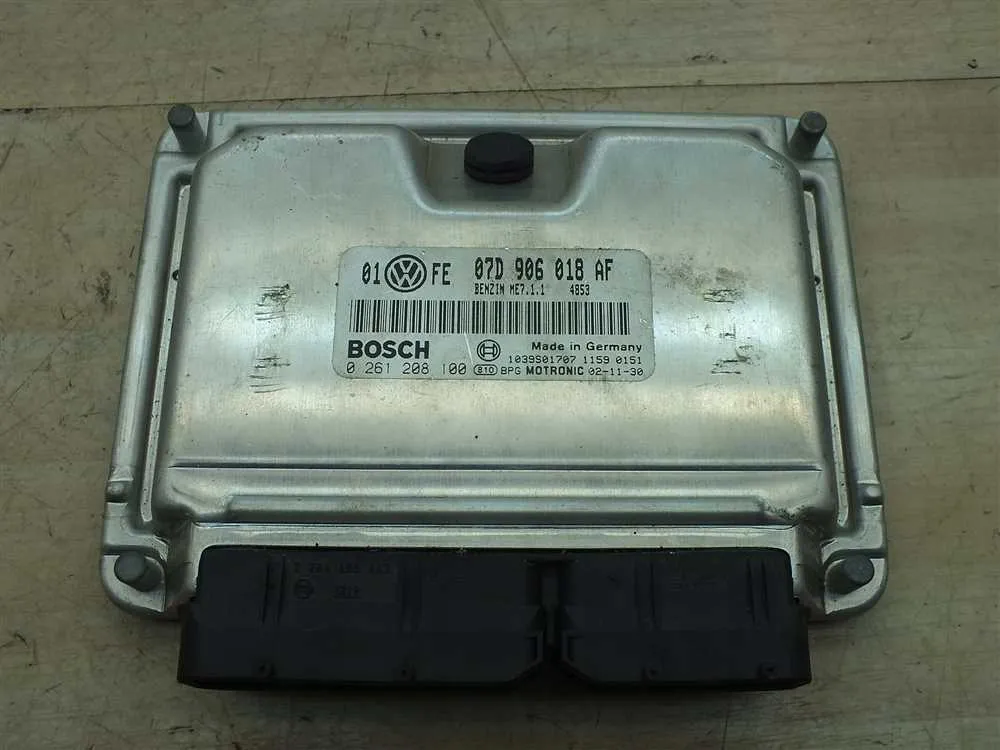 01 FE 07D 906 018 AF
BENZIN ME7.1.1 4853
BOSCH Made in Germany
1039S01707 1159 0151
0 261 208 100 810 BPG MOTRONIC 02-11-30